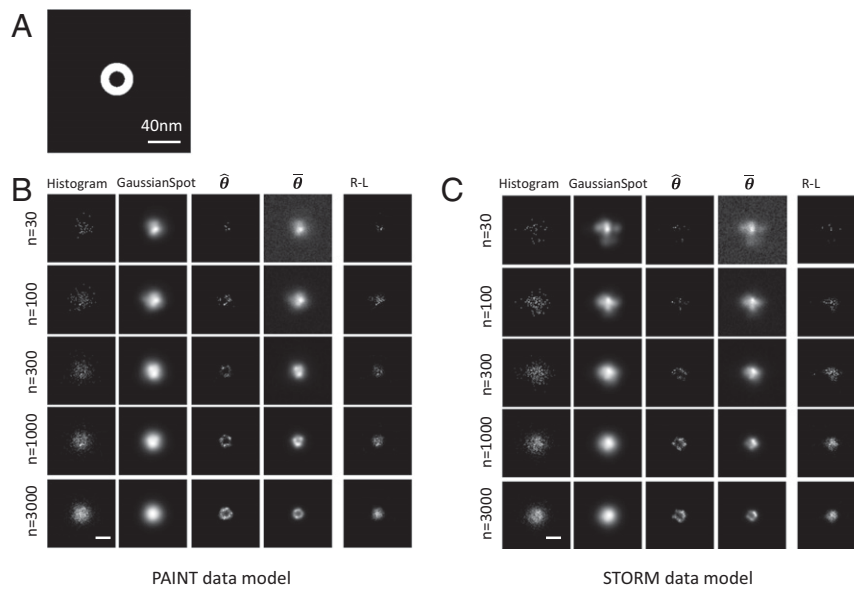 A
40nm
B
Histogram GaussianSpot θ̂ θ̄ R-L
n=30
n=100
n=300
n=1000
n=3000
PAINT data model
C
Histogram GaussianSpot θ̂ θ̄ R-L
n=30
n=100
n=300
n=1000
n=3000
STORM data model